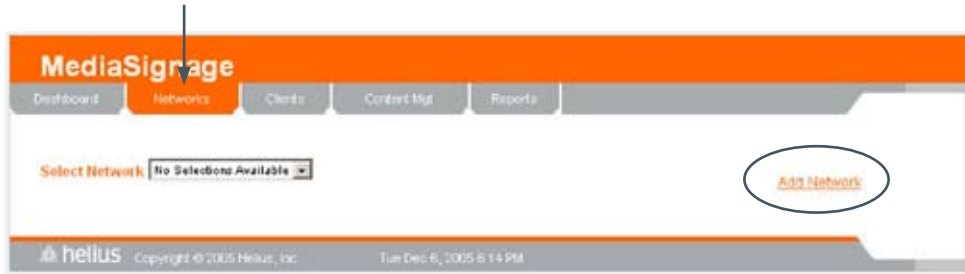 MediaSignage
Dashboard Networks Clients Content Mgt Reports
Select Network No Selections Available
Add Network
helius Copyright © 2005 Helius, Inc. Tue Dec 6, 2005 6:14 PM